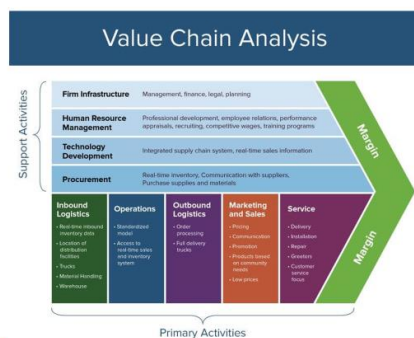 Value Chain Analysis
Support Activities
Firm Infrastructure
Management, finance, legal, planning
Human Resource
Management
Professional development, employee relations, performance
appraisals, recruiting, competitive wages, training programs
Technology
Development
Integrated supply chain system, real-time sales information
Procurement
Real-time inventory, Communication with suppliers,
Purchase supplies and materials
Margin
Margin
Inbound
Logistics
• Real-time inbound
inventory data
• Location of
distribution
facilities
• Trucks
• Material Handling
• Warehouse
Operations
• Standardized
model
• Access to
real-time sales
and inventory
system
Outbound
Logistics
• Order
processing
• Full delivery
trucks
Marketing
and Sales
• Pricing
• Communication
• Promotion
• Products based
on community
needs
• Low prices
Service
• Delivery
• Installation
• Repair
• Greeters
• Customer
service
focus
Primary Activities